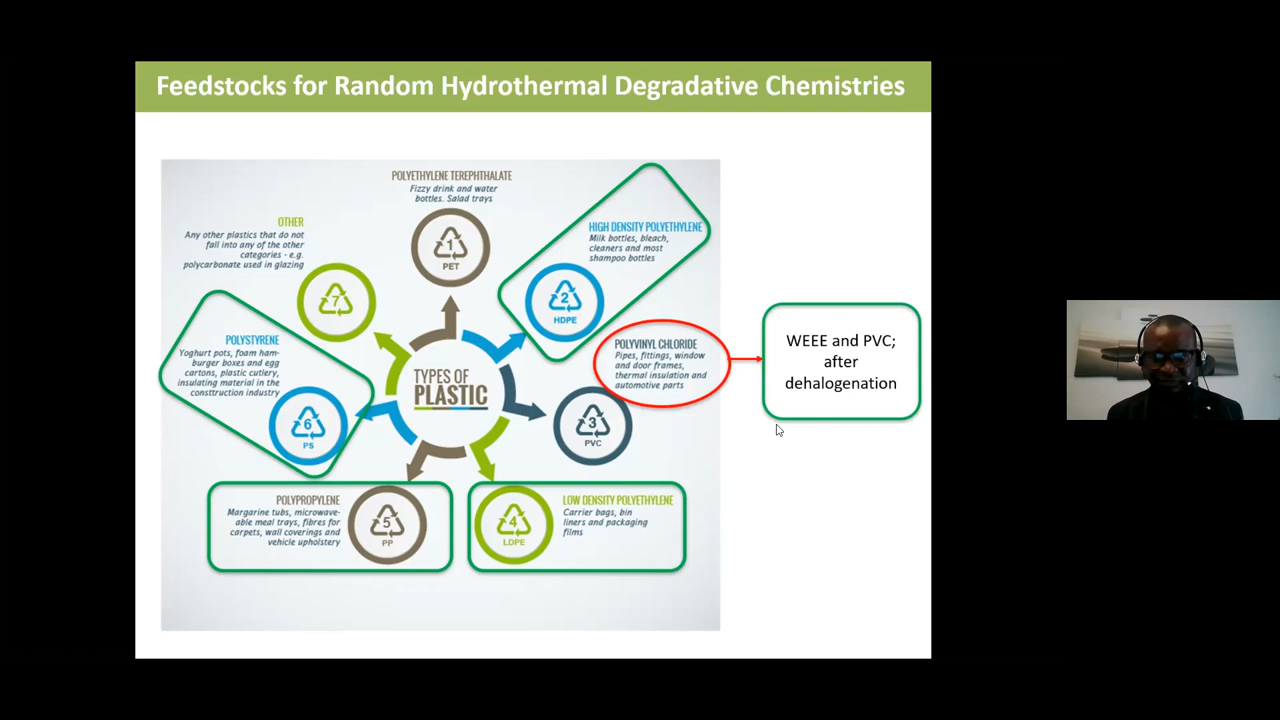 Feedstocks for Random Hydrothermal Degradative Chemistries
POLYETHYLENE TEREPHTHALATE
Fizzy drink and water
bottles. Salad trays
1
PET
HIGH DENSITY POLYETHYLENE
Milk bottles, bleach,
cleaners and most
shampoo bottles
2
HDPE
POLYVINYL CHLORIDE
Pipes, fittings, window
and door frames,
thermal insulation and
automotive parts
3
PVC
WEEE and PVC;
after
dehalogenation
LOW DENSITY POLYETHYLENE
Carrier bags, bin
liners and packaging
films
4
LDPE
POLYPROPYLENE
Margarine tubs, microwave-
able meal trays, fibres for
carpets, wall coverings and
vehicle upholstery
5
PP
POLYSTYRENE
Yoghurt pots, foam ham-
burger boxes and egg
cartons, plastic cutlery,
insulating material in the
consttruction industry
6
PS
OTHER
Any other plastics that do not
fall into any of the other
categories - e.g.
polycarbonate used in glazing
7
TYPES OF
PLASTIC